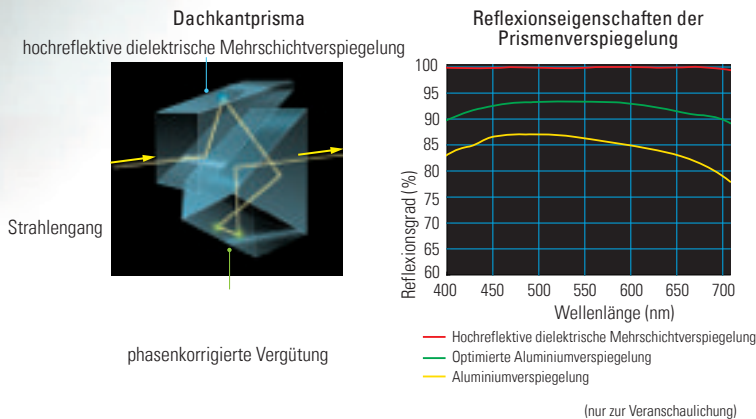 Dachkantprisma
hochreflektive dielektrische Mehrschichtverspiegelung
Strahlengang
phasenkorrigierte Vergütung
Reflexionseigenschaften der
Prismenverspiegelung
Reflexionsgrad (%)
100
95
90
85
80
75
70
65
60
400 450 500 550 600 650 700
Wellenlänge (nm)
Hochreflektive dielektrische Mehrschichtverspiegelung
Optimierte Aluminiumverspiegelung
Aluminiumverspiegelung
(nur zur Veranschaulichung)